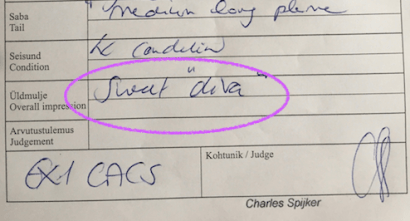 Saba
Tail
"medium long plume
Seisund
Condition
in condition
Üldmulje
Overall impression
Sweet "diva"
Arvutustulemus
Judgement
EX1 CACS
Kohtunik / Judge
Charles Spijker